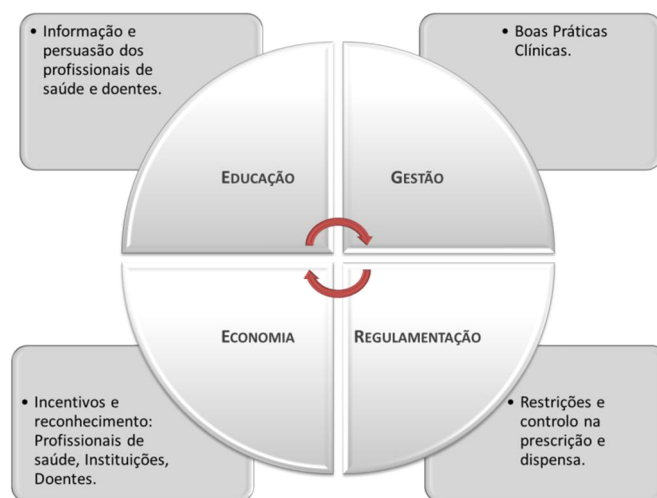 • Informação e
persuasão dos
profissionais de
saúde e doentes.
• Boas Práticas
Clínicas.
EDUCAÇÃO
GESTÃO
ECONOMIA
REGULAMENTAÇÃO
• Incentivos e
reconhecimento:
Profissionais de
saúde, Instituições,
Doentes.
• Restrições e
controlo na
prescrição e
dispensa.